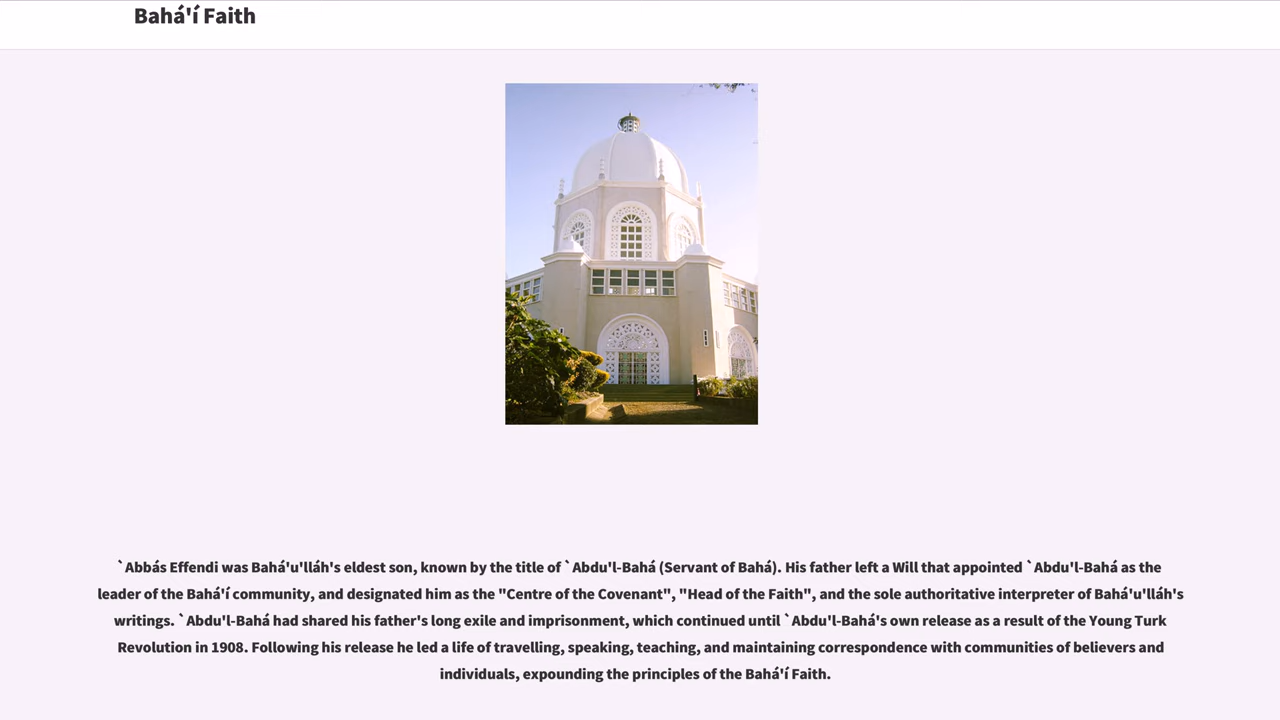 Bahá'í Faith
`Abbás Effendi was Bahá'u'lláh's eldest son, known by the title of `Abdu'l-Bahá (Servant of Bahá). His father left a Will that appointed `Abdu'l-Bahá as the
leader of the Bahá'í community, and designated him as the "Centre of the Covenant", "Head of the Faith", and the sole authoritative interpreter of Bahá'u'lláh's
writings. `Abdu'l-Bahá had shared his father's long exile and imprisonment, which continued until `Abdu'l-Bahá's own release as a result of the Young Turk
Revolution in 1908. Following his release he led a life of travelling, speaking, teaching, and maintaining correspondence with communities of believers and
individuals, expounding the principles of the Bahá'í Faith.